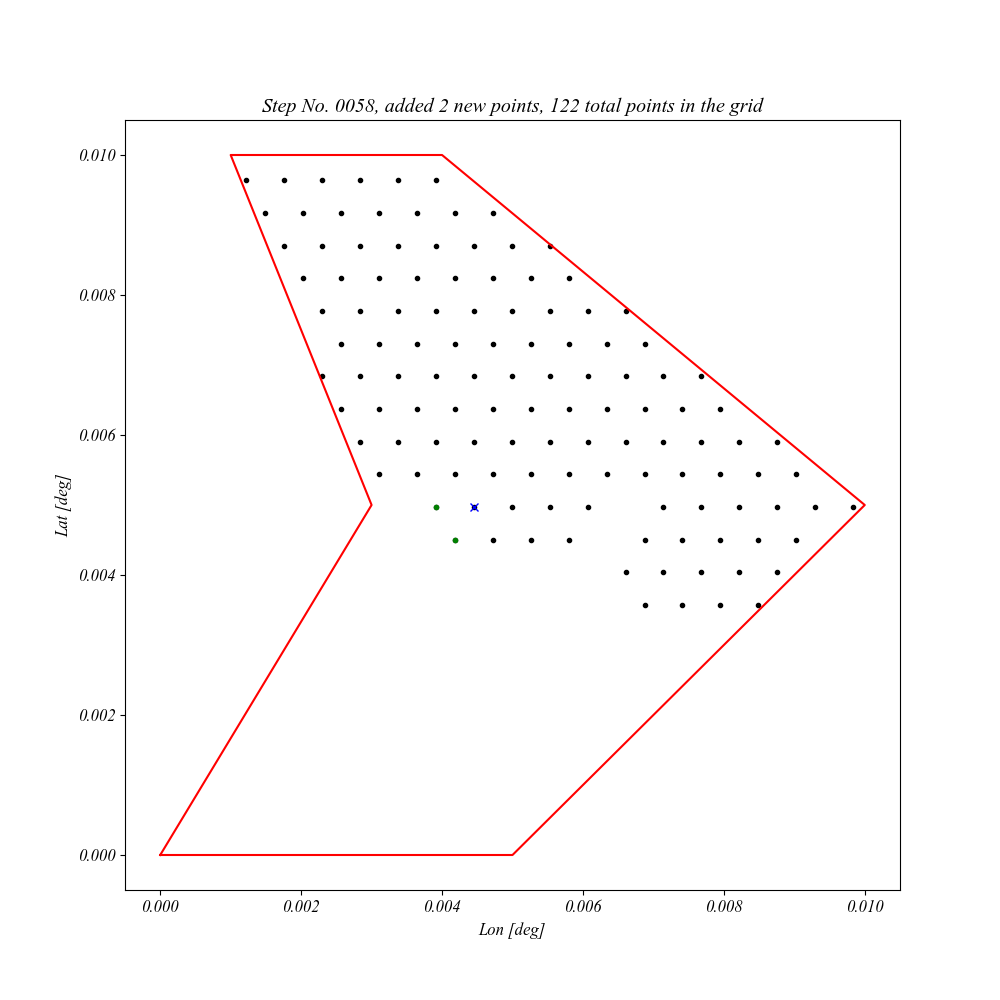 Step No. 0058, added 2 new points, 122 total points in the grid
0.010
0.008
0.006
0.004
0.002
0.000
Lat [deg]
0.000 0.002 0.004 0.006 0.008 0.010
Lon [deg]